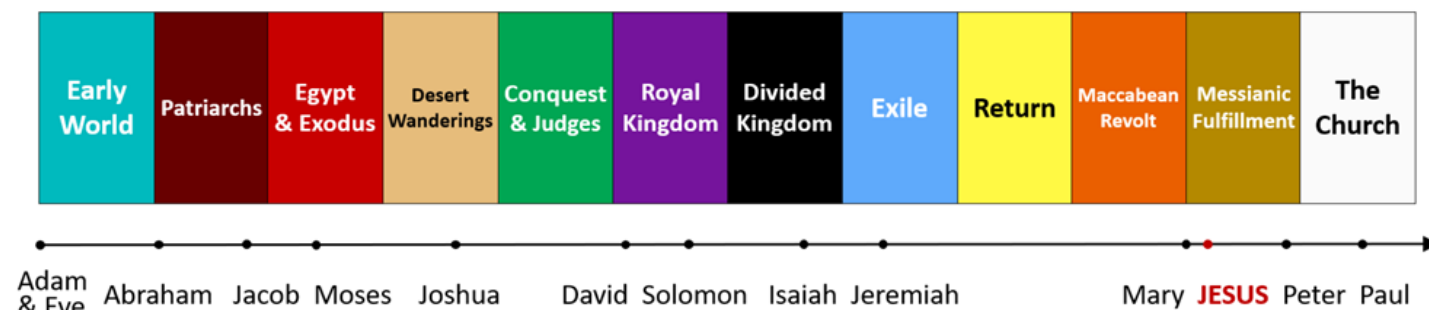 Early
World
Patriarchs
Egypt
& Exodus
Desert
Wanderings
Conquest
& Judges
Royal
Kingdom
Divided
Kingdom
Exile
Return
Maccabean
Revolt
Messianic
Fulfillment
The
Church
Adam
& Eve
Abraham
Jacob
Moses
Joshua
David
Solomon
Isaiah
Jeremiah
Mary
JESUS
Peter
Paul